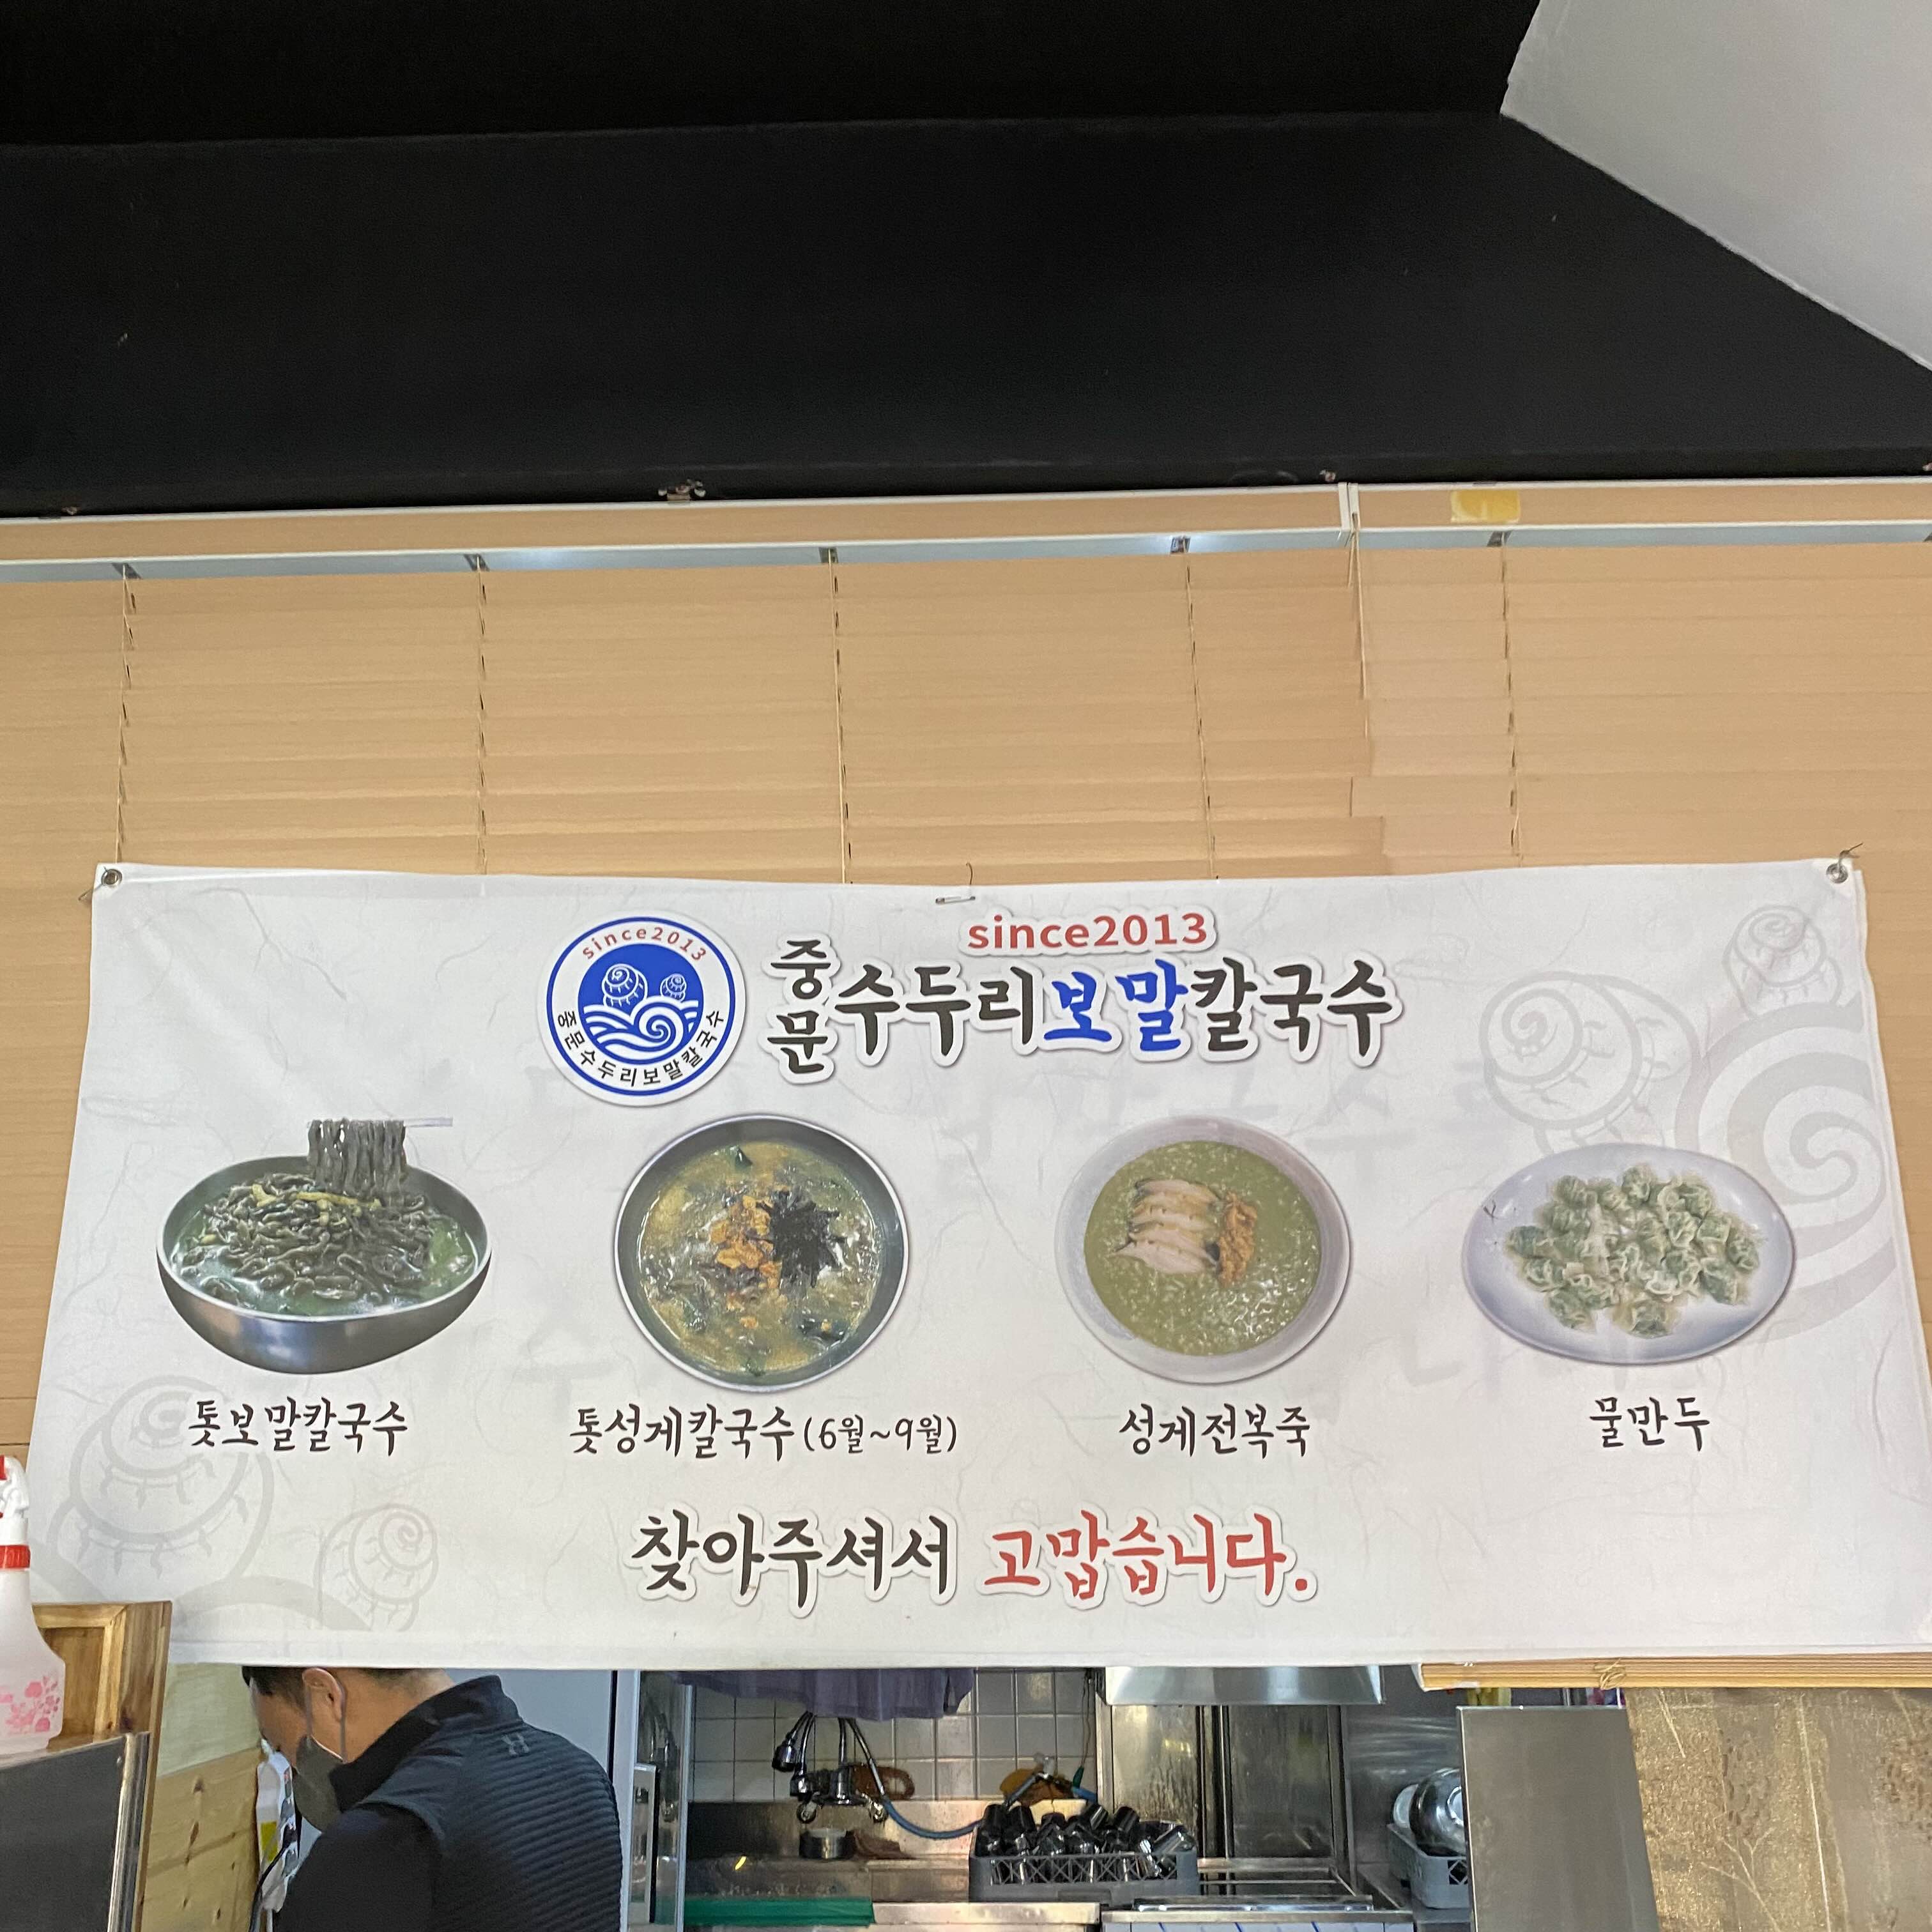 since2013
중문수두리보말칼국수
since2013
중문수두리보말칼국수
톳보말칼국수
톳성게칼국수(6월~9월)
성게전복죽
물만두
찾아주셔서 고맙습니다.